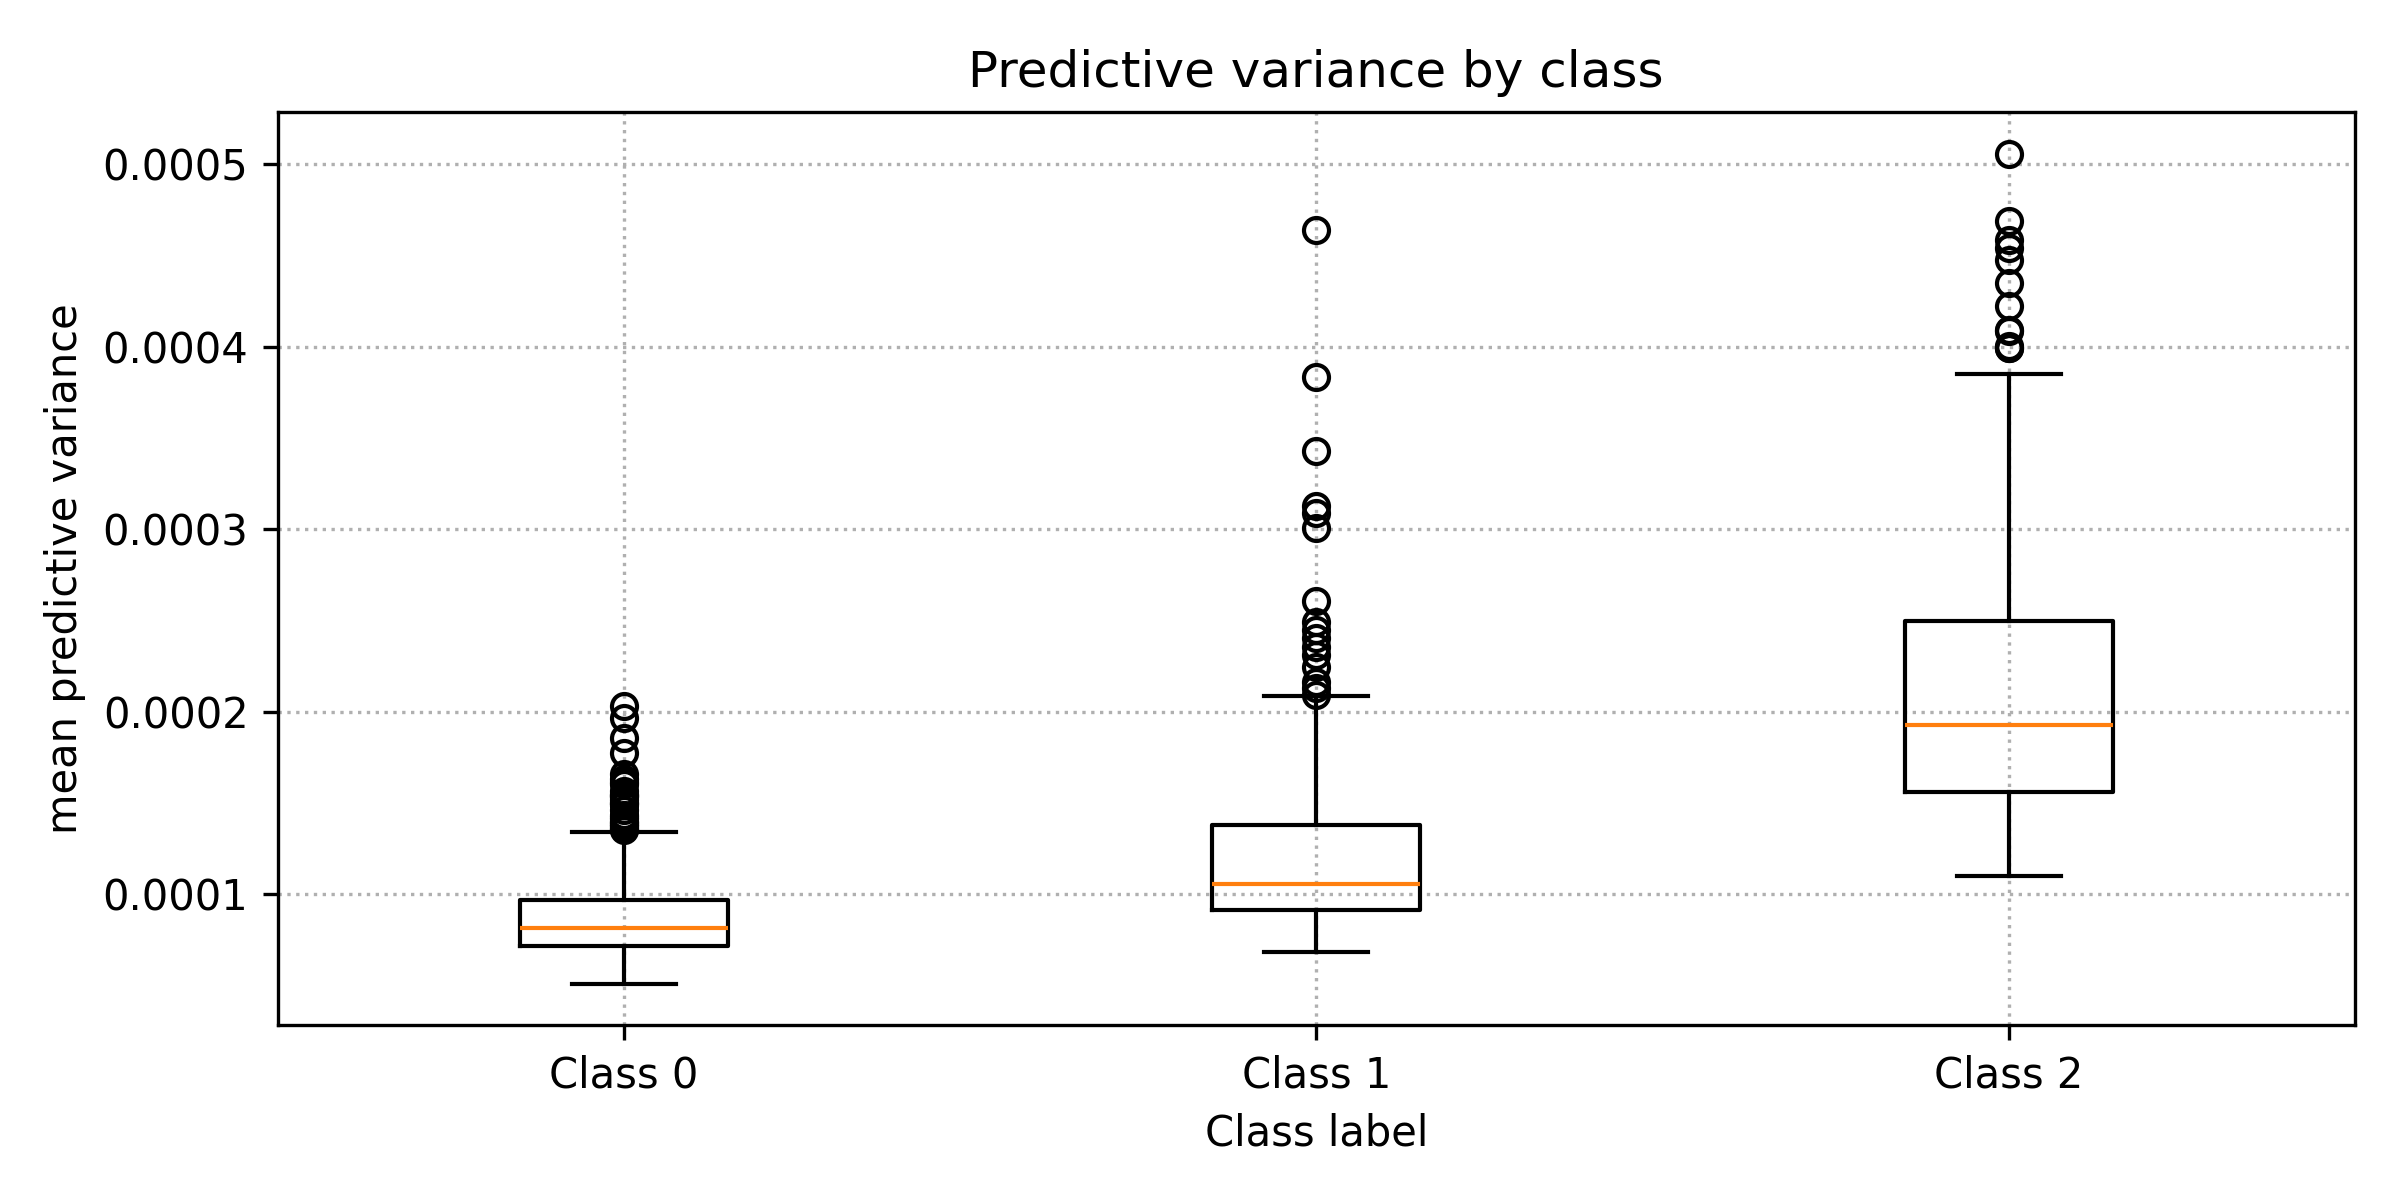 Predictive variance by class
mean predictive variance
0.0005
0.0004
0.0003
0.0002
0.0001
Class 0
Class 1
Class 2
Class label